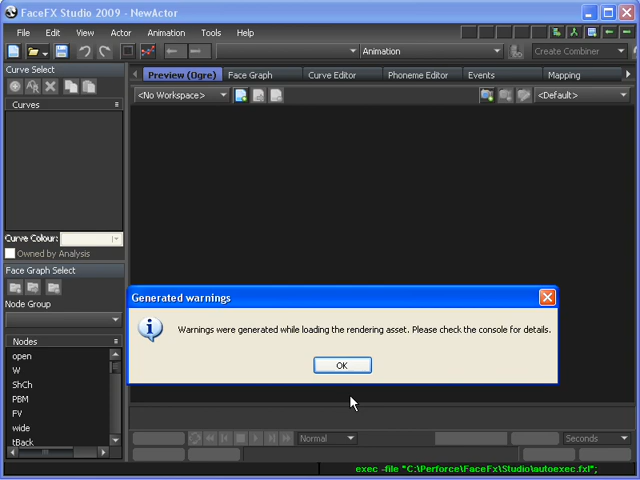 FaceFX Studio 2009 - NewActor
File Edit View Actor Animation Tools Help
Animation Create Combiner
Curve Select
Preview (Ogre) Face Graph Curve Editor Phoneme Editor Events Mapping
<No Workspace> <Default>
Curves
Curve Colour:
Owned by Analysis
Face Graph Select
Node Group
Nodes
open
W
ShCh
PBM
FV
wide
tBack
Generated warnings
Warnings were generated while loading the rendering asset. Please check the console for details.
OK
Normal Seconds
exec -file "C:\Perforce\FaceFx\Studio\autoexec.fxl";